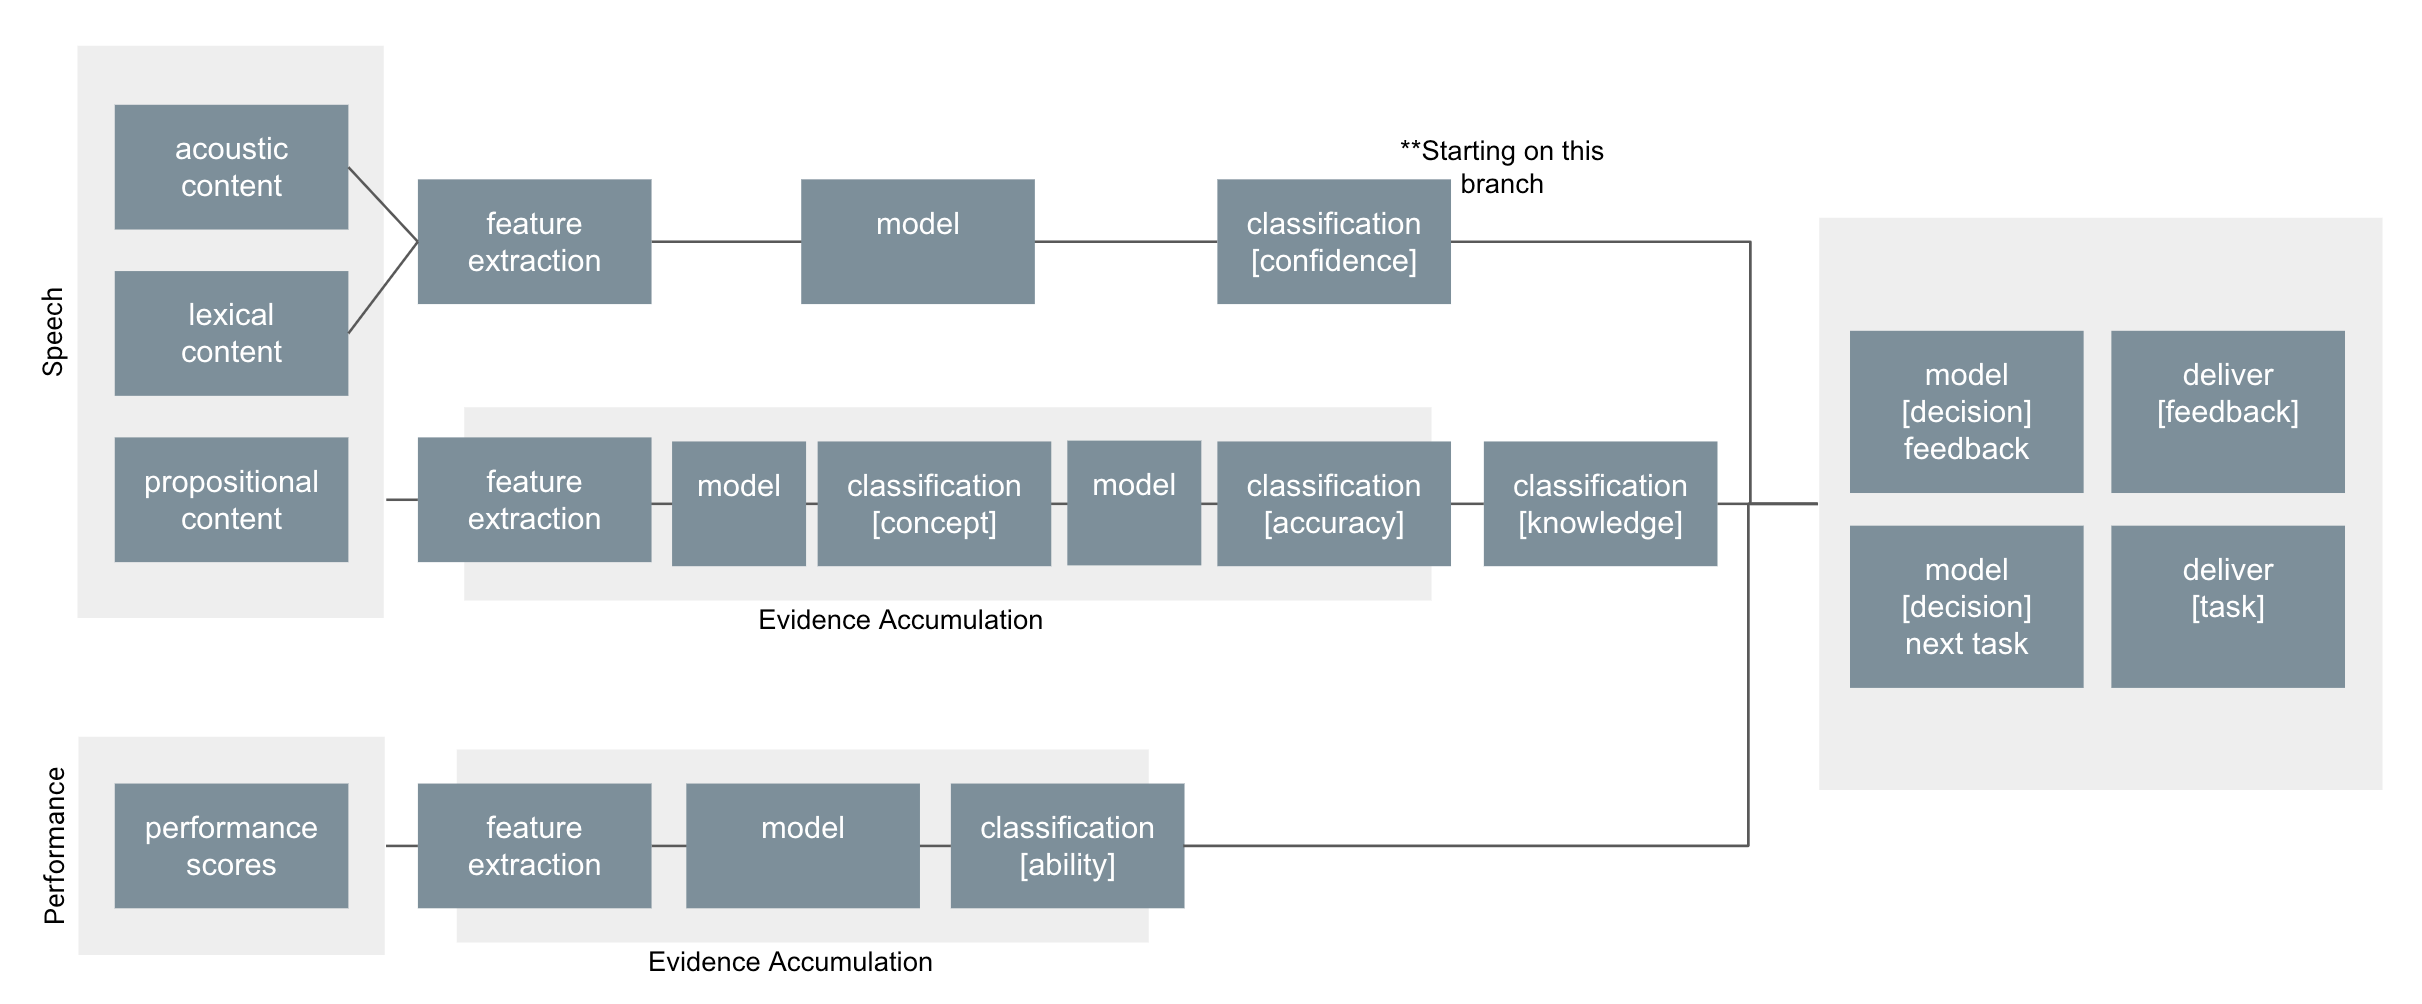 Speech
acoustic
content
lexical
content
propositional
content
feature
extraction
model
classification
[confidence]
**Starting on this
branch
feature
extraction
model
classification
[concept]
model
classification
[accuracy]
classification
[knowledge]
Evidence Accumulation
Performance
performance
scores
feature
extraction
model
classification
[ability]
Evidence Accumulation
model
[decision]
feedback
deliver
[feedback]
model
[decision]
next task
deliver
[task]